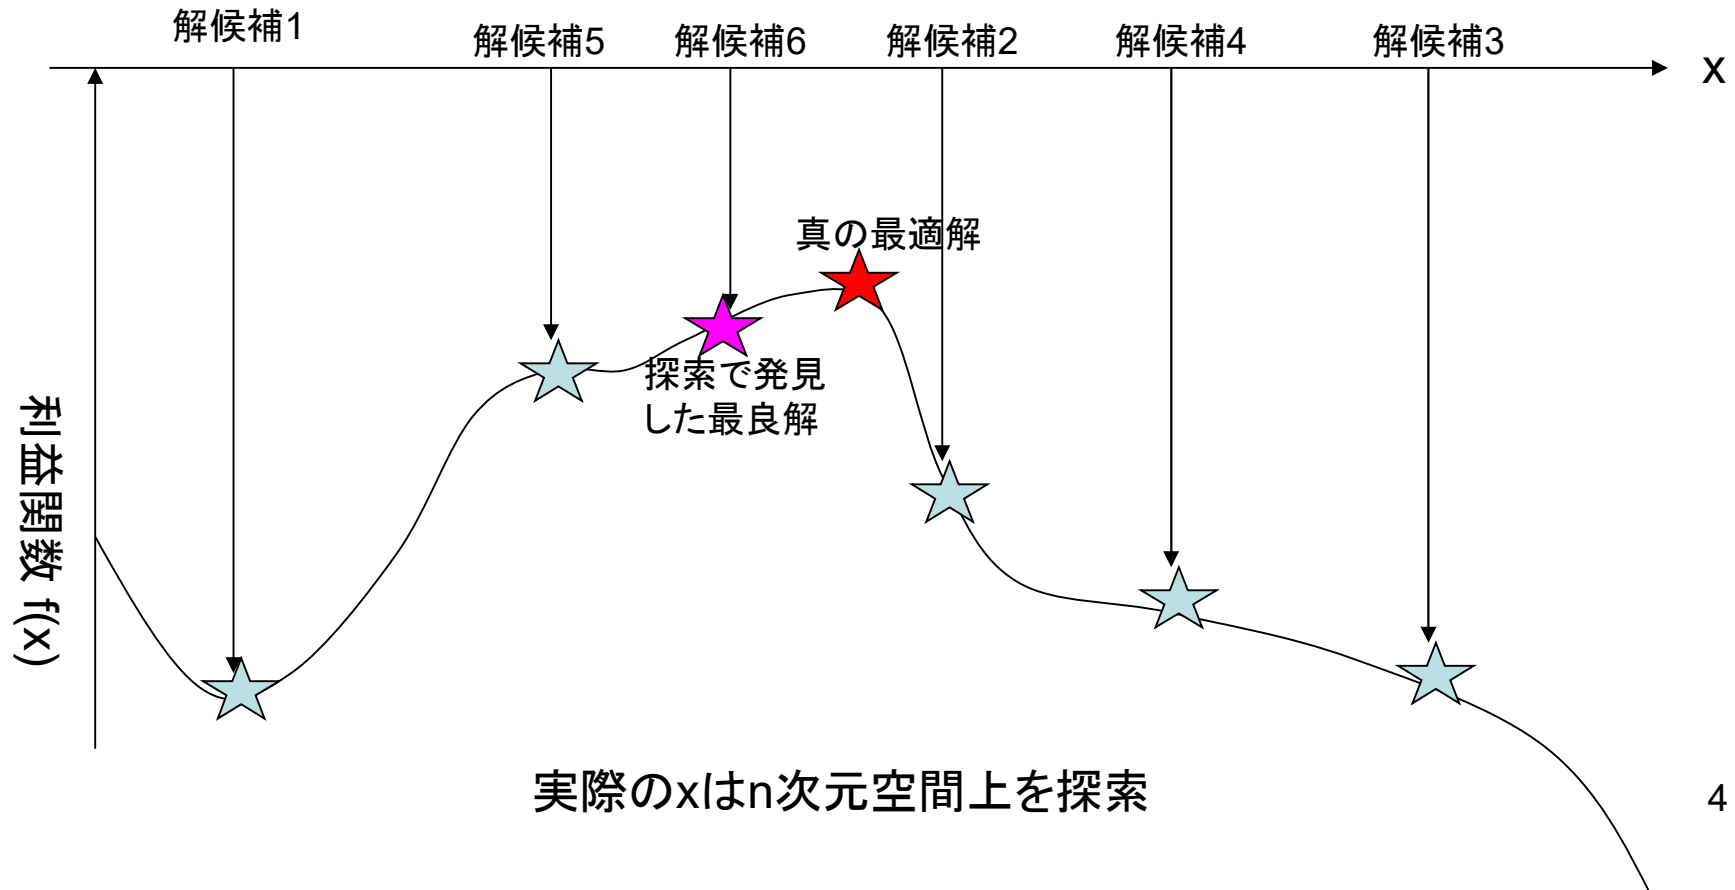 解候補1
解候補5
解候補6
解候補2
解候補4
解候補3
x
真の最適解
探索で発見
した最良解
利益関数 f(x)
実際のxはn次元空間上を探索
4